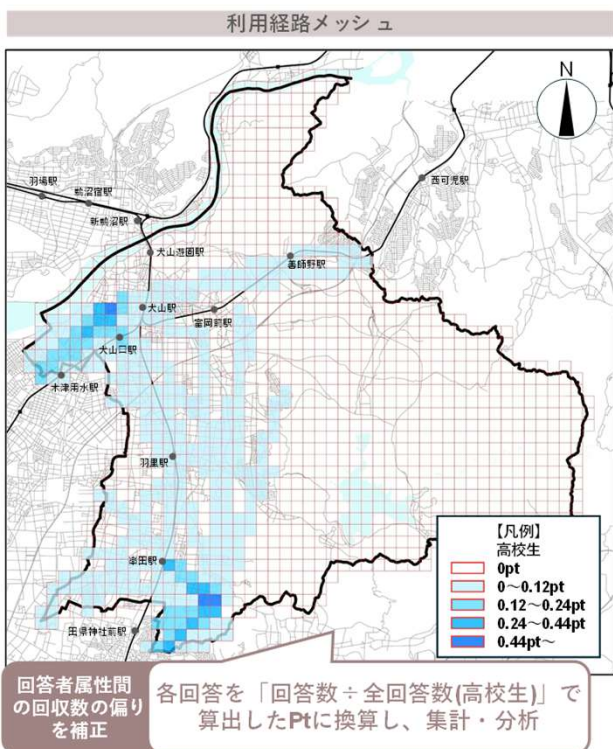 利用経路メッシュ
N
羽場駅
鵜沼宿駅
新鵜沼駅
西可児駅
犬山遊園駅
善師野駅
犬山駅
富岡前駅
犬山口駅
木津用水駅
羽黒駅
楽田駅
田県神社前駅
【凡例】
高校生
0pt
0～0.12pt
0.12～0.24pt
0.24～0.44pt
0.44pt～
回答者属性間
の回収数の偏り
を補正
各回答を「回答数÷全回答数(高校生)」で
算出したPtに換算し、集計・分析